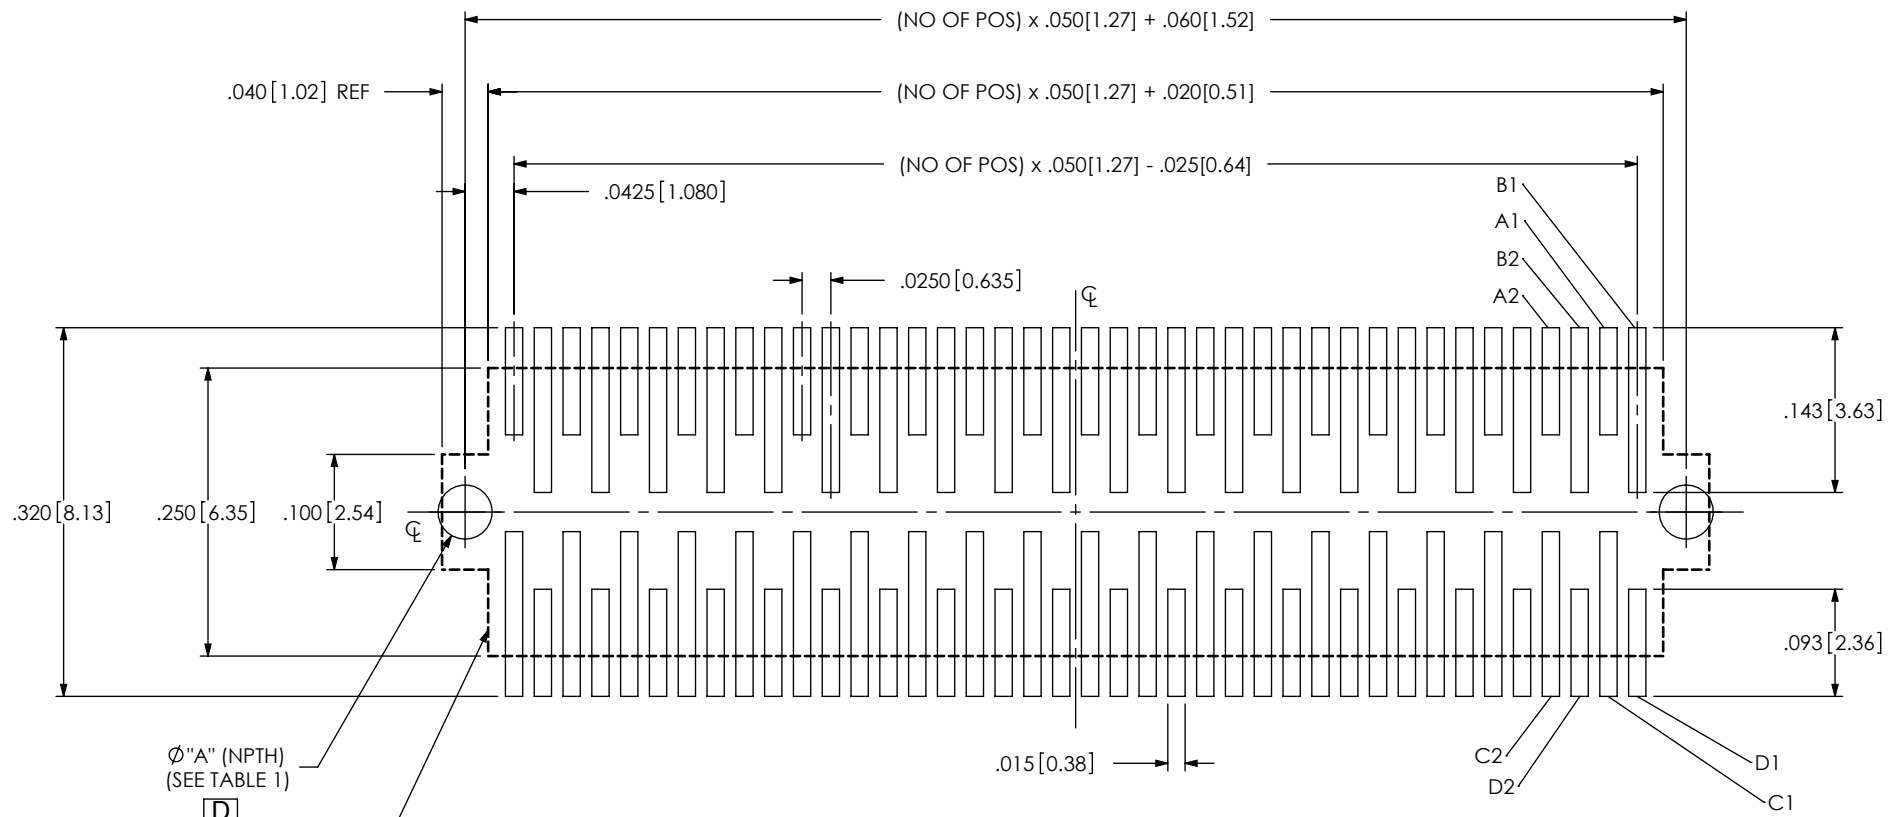 (NO OF POS) x .050[1.27] + .060[1.52]
.040[1.02] REF
(NO OF POS) x .050[1.27] + .020[0.51]
(NO OF POS) x .050[1.27] - .025[0.64]
.0425[1.080]
B1
A1
B2
A2
.0250[0.635]
℄
.143[3.63]
.320[8.13]
.250[6.35]
.100[2.54]
℄
.093[2.36]
Ø"A" (NPTH)
(SEE TABLE 1)
D
.015[0.38]
C2
D2
D1
C1